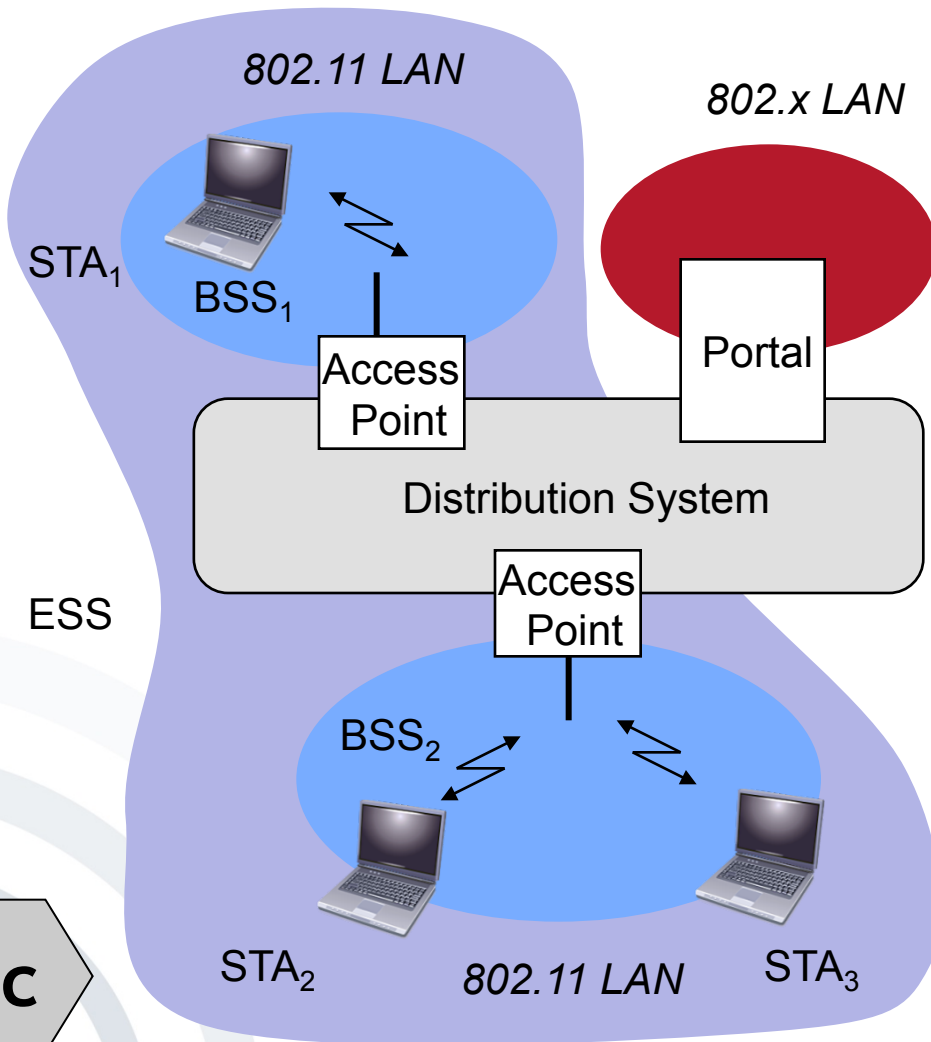 802.11 LAN
802.x LAN
STA₁
BSS₁
Access
Point
Portal
Distribution System
Access
Point
ESS
BSS₂
STA₂
802.11 LAN
STA₃
C